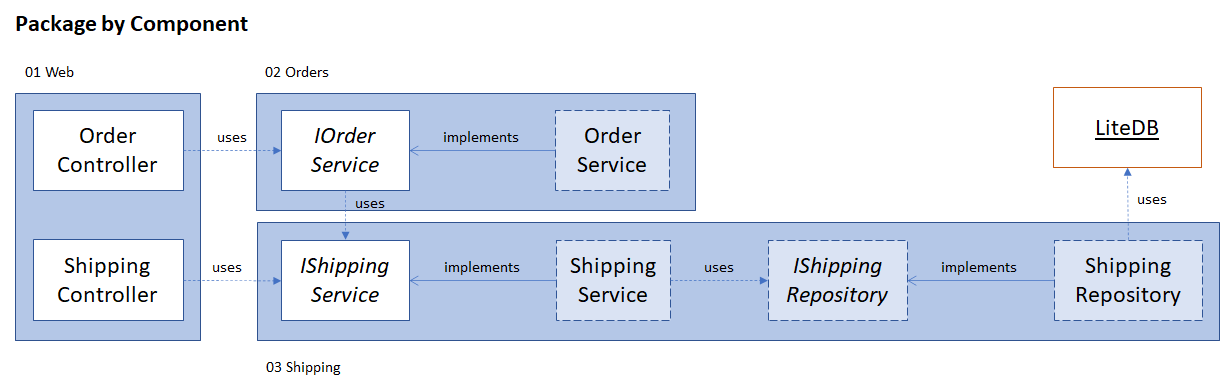 Package by Component
01 Web
02 Orders
Order
Controller
uses
IOrder
Service
implements
Order
Service
LiteDB
uses
uses
Shipping
Controller
uses
IShipping
Service
implements
Shipping
Service
uses
IShipping
Repository
implements
Shipping
Repository
03 Shipping